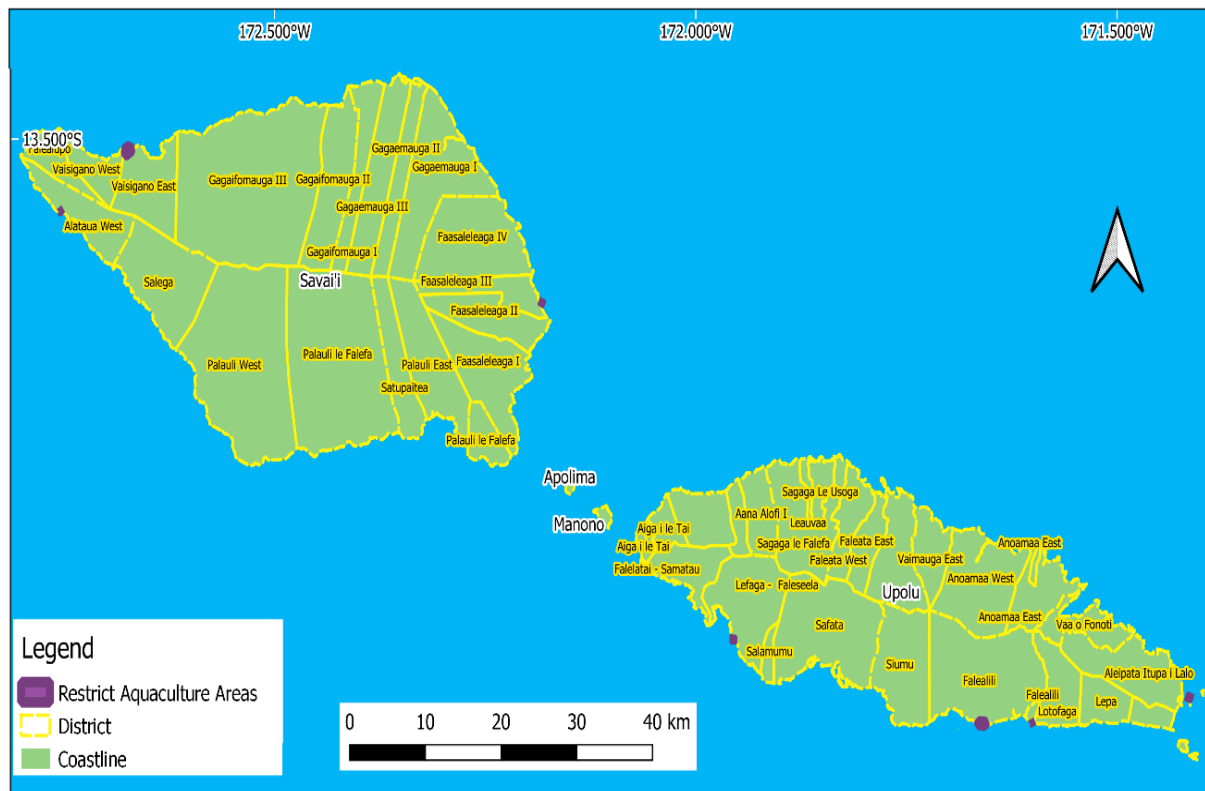 172.500°W
172.000°W
171.500°W
13.500°S
Falealupo
Vaisigano West
Vaisigano East
Gagaifomauga III
Gagaifomauga II
Gagaemauga II
Gagaemauga I
Gagaemauga III
Alataua West
Gagaifomauga I
Faasaleleaga IV
Savai'i
Salega
Faasaleleaga III
Faasaleleaga II
Palauli West
Palauli le Falefa
Palauli East
Faasaleleaga I
Satupaitea
Palauli le Falefa
Apolima
Manono
Sagaga Le Usoga
Aana Alofi I
Leauvaa
Aiga i le Tai
Aiga i le Tai
Sagaga le Falefa
Faleata East
Faleata West
Vaimauga East
Anoamaa East
Falelatai - Samatau
Lefaga - Faleseela
Anoamaa West
Upolu
Anoamaa East
Vaa o Fonoti
Safata
Salamumu
Siumu
Falealili
Falealili
Lotofaga
Lepa
Aleipata Itupa i Lalo
Legend
Restrict Aquaculture Areas
District
Coastline
0 10 20 30 40 km